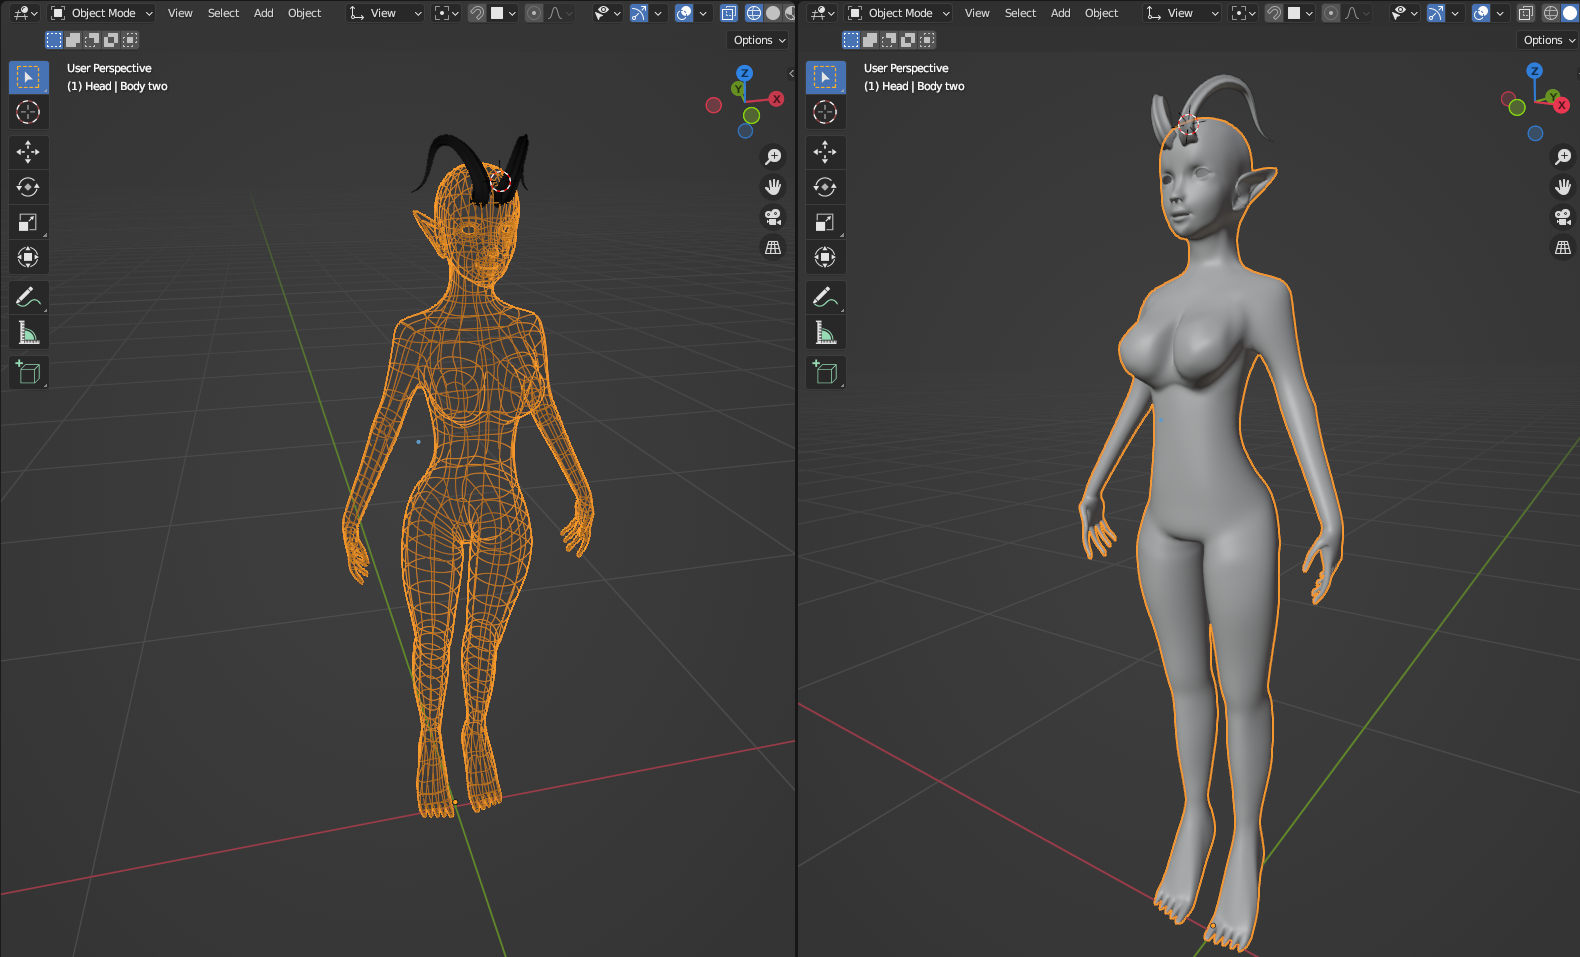 Object Mode View Select Add Object View
Options
User Perspective
(1) Head | Body two
Z
Y
X
Object Mode View Select Add Object View
Options
User Perspective
(1) Head | Body two
Z
Y
X